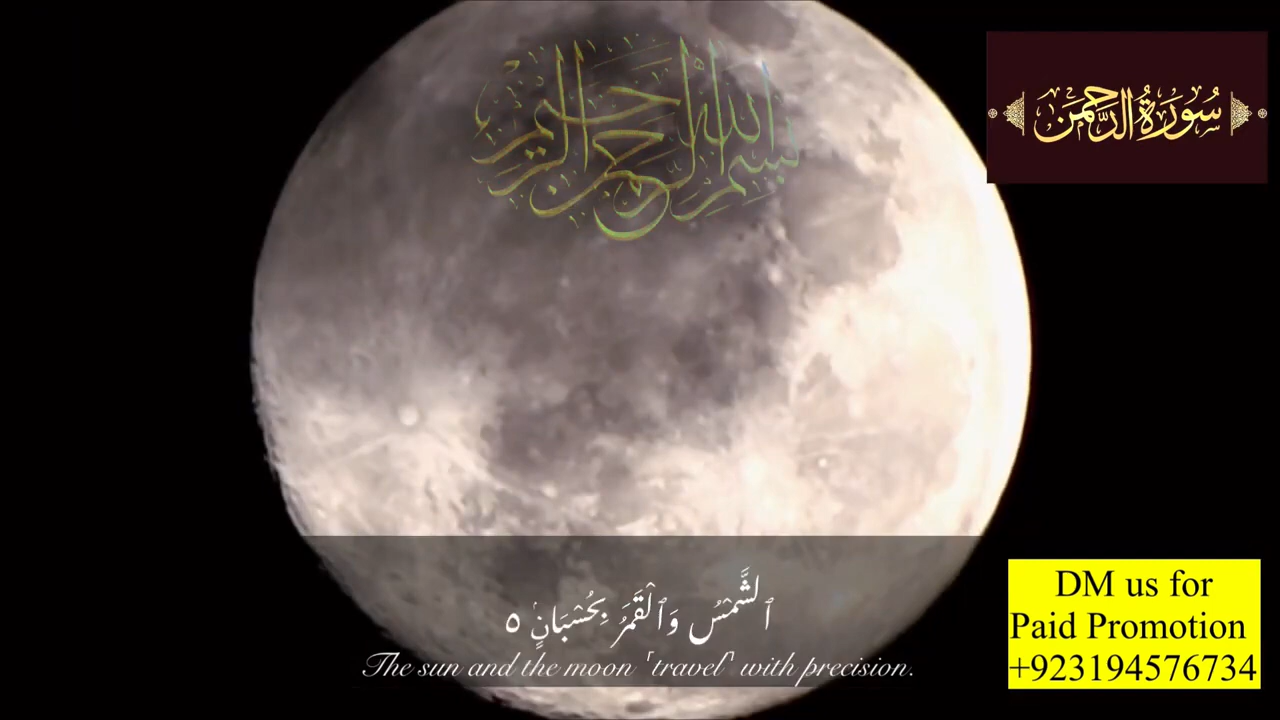 بسم الله الرحمن الرحيم
سُورَةُ الرَّحْمَن
ٱلشَّمْسُ وَٱلْقَمَرُ بِحُسْبَانٍۢ ٥
The sun and the moon ˹travel˺ with precision.
DM us for
Paid Promotion
+923194576734